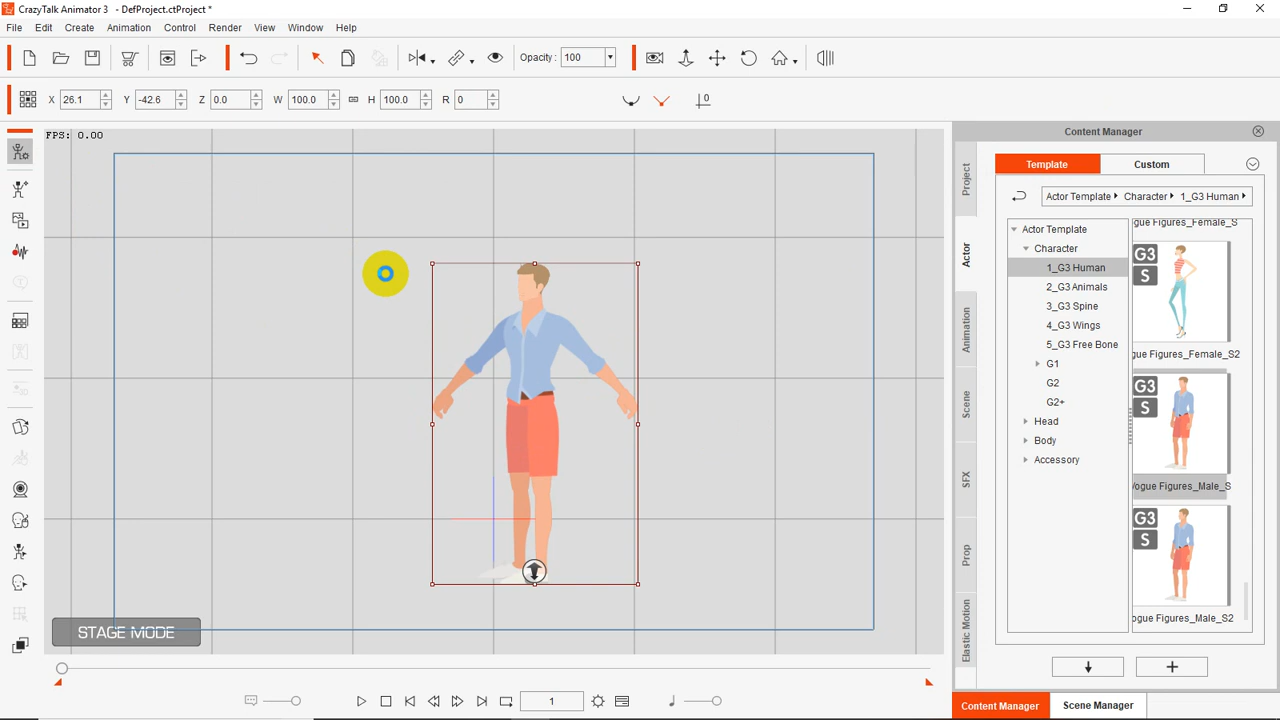 CrazyTalk Animator 3 - DefProject.ctProject *
File Edit Create Animation Control Render View Window Help
Opacity : 100
X 26.1 Y -42.6 Z 0.0 W 100.0 H 100.0 R 0
FPS: 0.00
Content Manager
Template Custom
Actor Template Character 1_G3 Human
Actor Template
Character
1_G3 Human
2_G3 Animals
3_G3 Spine
4_G3 Wings
5_G3 Free Bone
G1
G2
G2+
Head
Body
Accessory
Project
Actor
Animation
Scene
SFX
Prop
Elastic Motion
gue Figures_Female_S
G3
S
gue Figures_Female_S2
G3
S
Vogue Figures_Male_S
G3
S
ogue Figures_Male_S2
STAGE MODE
1
Content Manager Scene Manager